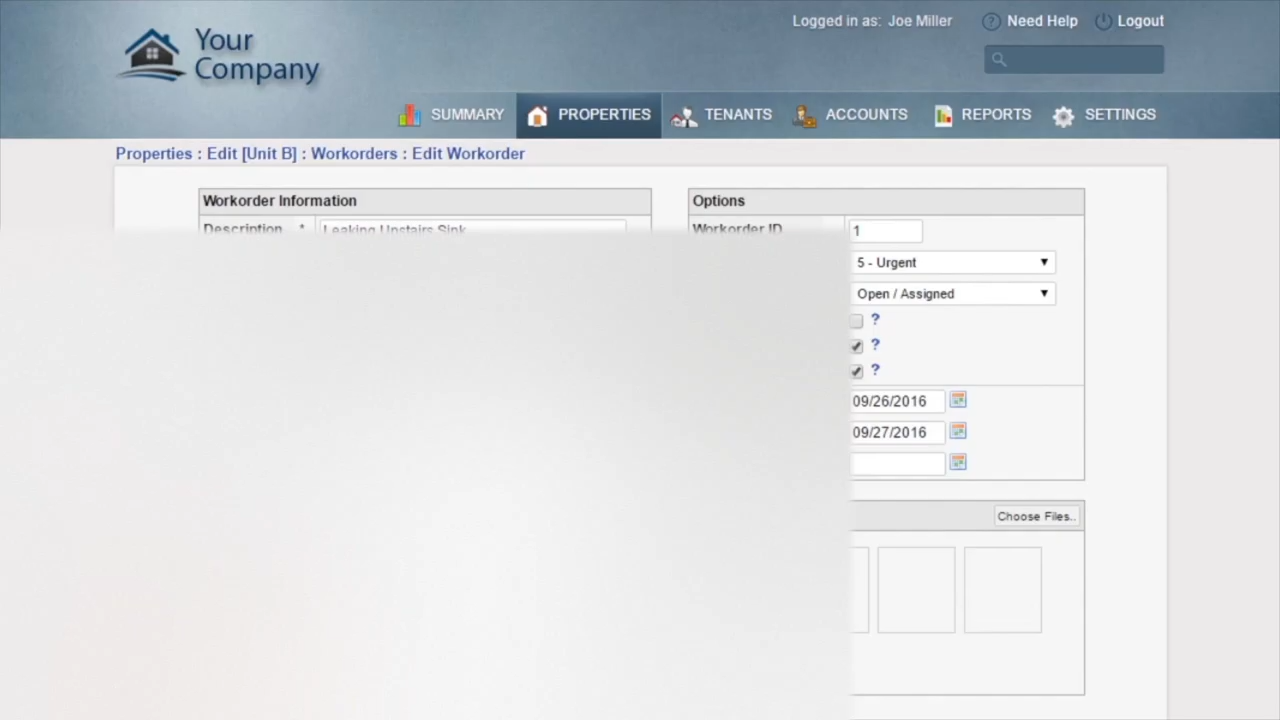 Logged in as: Joe Miller
Need Help
Logout
Your
Company
SUMMARY
PROPERTIES
TENANTS
ACCOUNTS
REPORTS
SETTINGS
Properties : Edit [Unit B] : Workorders : Edit Workorder
Workorder Information
Options
Description * Leaking Upstairs Sink
Workorder ID 1
5 - Urgent
Open / Assigned
?
?
?
09/26/2016
09/27/2016
Choose Files..